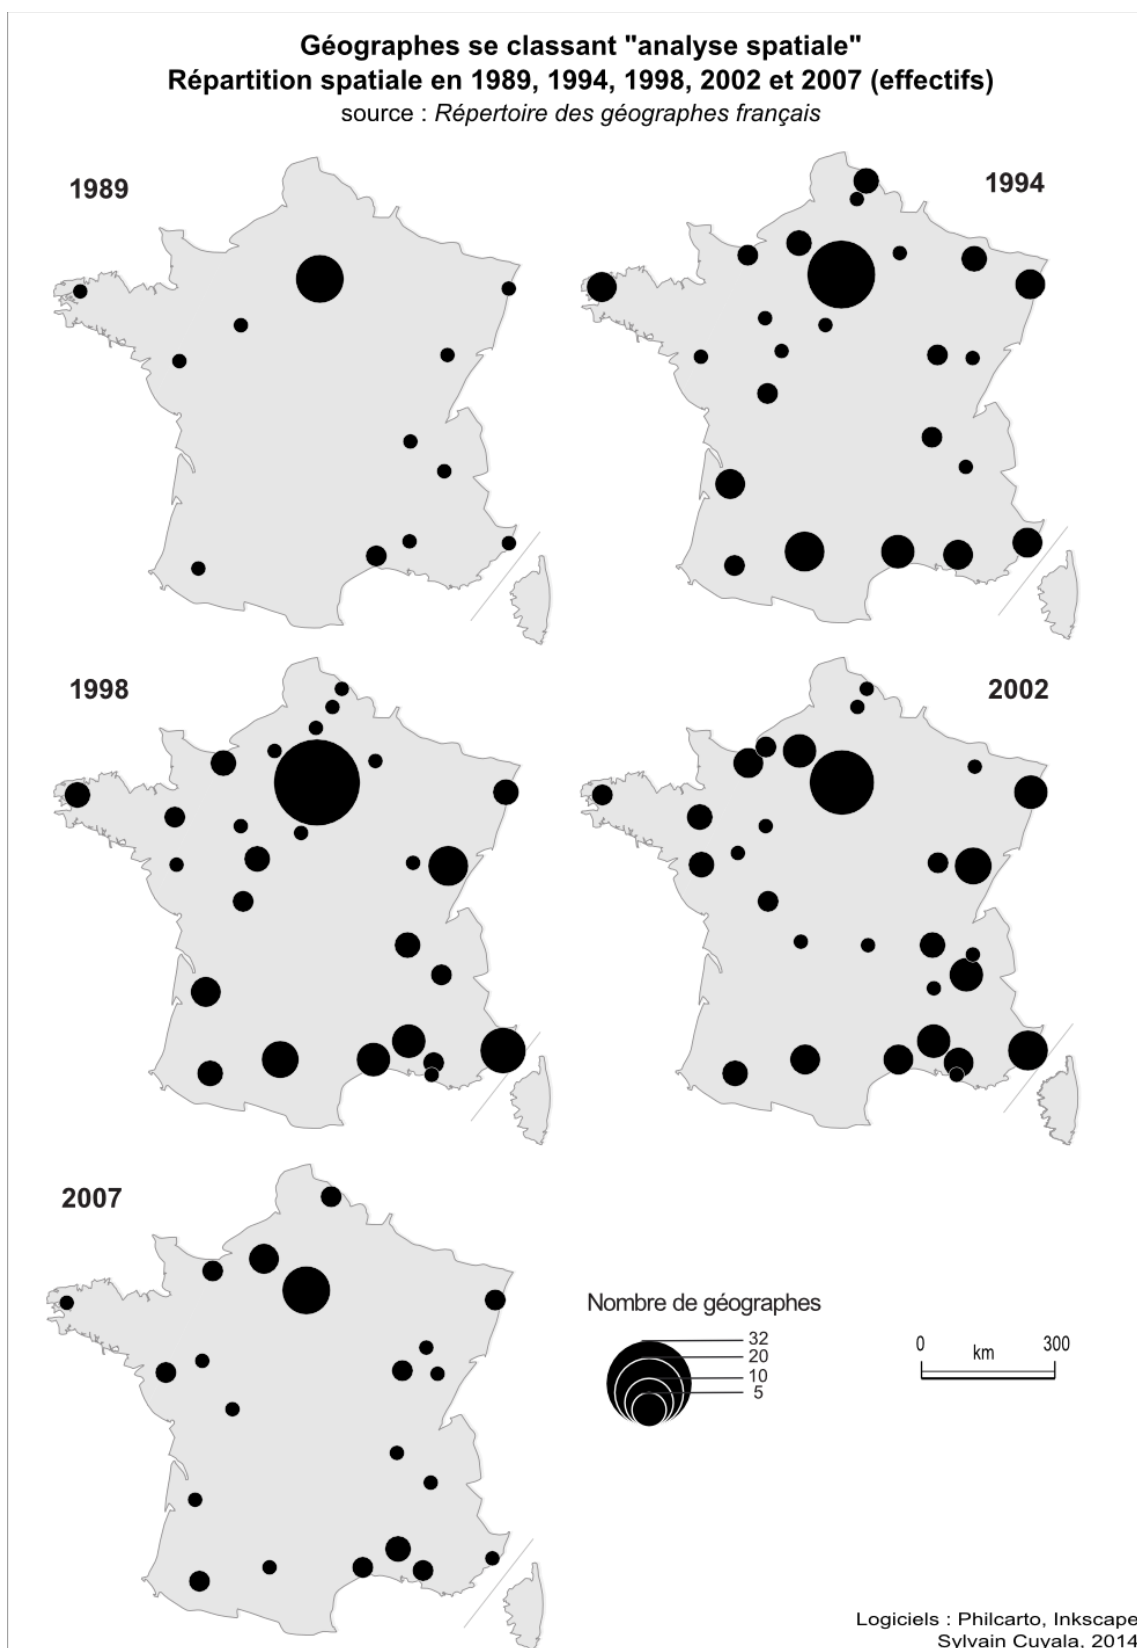 Géographes se classant "analyse spatiale"
Répartition spatiale en 1989, 1994, 1998, 2002 et 2007 (effectifs)
source : Répertoire des géographes français
1989
1994
1998
2002
2007
Nombre de géographes
32
20
10
5
0 km 300
Logiciels : Philcarto, Inkscape
Sylvain Cuyala, 2014